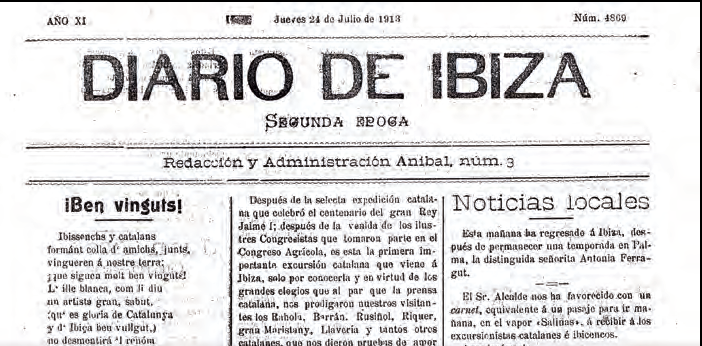 AÑO XI
Jueves 24 de Julio de 1913
Núm. 4869
DIARIO DE IBIZA
SEGUNDA EPOGA
Redacción y Administración Anibal, núm. 3
¡Ben vinguts!
Ibissenchs y catalans
formánt colla d' amichs, junts,
vingueren á nostre terra;
¡que siguen molt ben vinguts!
L' ille blanca, com li diu
un artista gran, sabut,
(qu' es gloria de Catalunya
y d' Ibiça ben vullgut,)
no desmontirá 'l renóm
Después de la selecta expedición catala-
na que celebró el centenario del gran Rey
Jaime I; después de la venida de los ilus-
tres Congresistas que tomaron parte en el
Congreso Agrícola, es esta la primera im-
portante excursión catalana que viene á
Ibiza, solo por conocerla y en virtud de los
grandes elogios que al par que la prensa
catalana, nos prodigaron nuestros visitan-
tes los Rahola, Barrán, Rusiñol, Riquer,
gran Maristany, Llavería y tantos otros
catalanes, que nos dieron pruebas de amor
Noticias locales
Esta mañana ha regresado á Ibiza, des-
pués de permanecer una temporada en Pal-
ma, la distinguida señorita Antonia Ferra-
gut.
El Sr. Alcalde nos ha favorecido con un
carnet, equivalente á un pasaje para ir ma-
ñana, en el vapor «Salinas», á recibir á los
excursionistas catalanes é ibicencos.